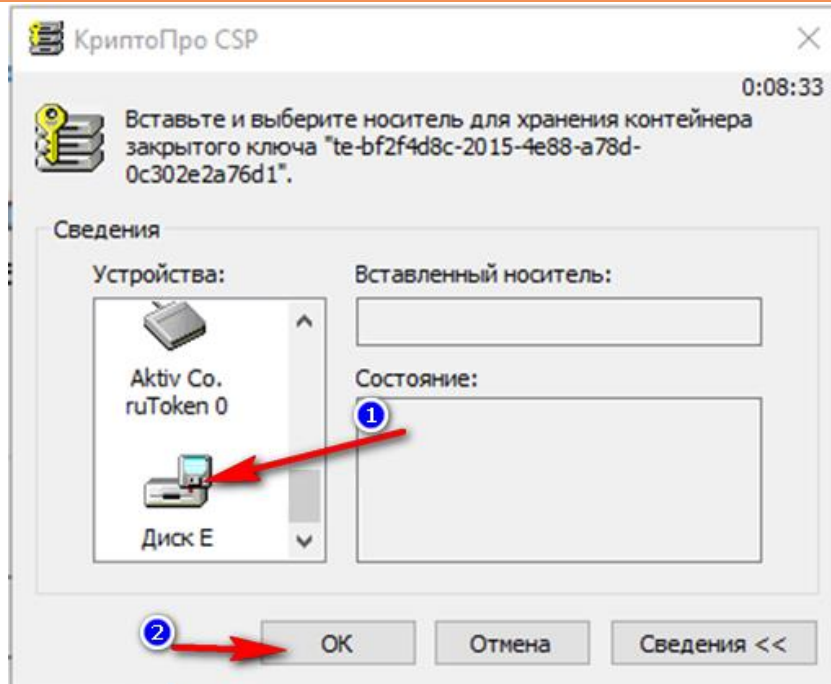 КриптоПро CSP
0:08:33
Вставьте и выберите носитель для хранения контейнера
закрытого ключа "te-bf2f4d8c-2015-4e88-a78d-
0c302e2a76d1".
Сведения
Устройства:
Вставленный носитель:
Aktiv Co.
ruToken 0
Состояние:
1
Диск E
2
ОК
Отмена
Сведения <<